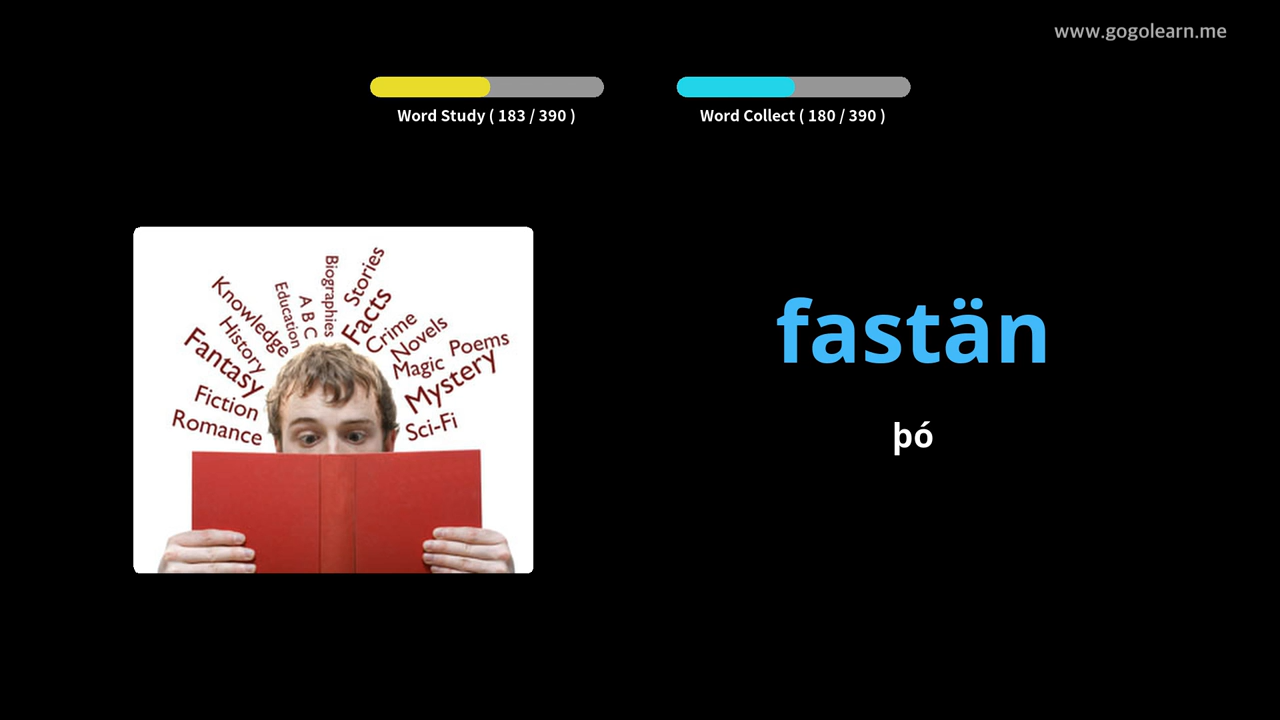 www.gogolearn.me
Word Study ( 183 / 390 )
Word Collect ( 180 / 390 )
Biographies
Stories
Knowledge
Education
A B C
Facts
History
Crime
Novels
Fantasy
Magic
Poems
Mystery
Fiction
Romance
Sci-Fi
fastän
þó